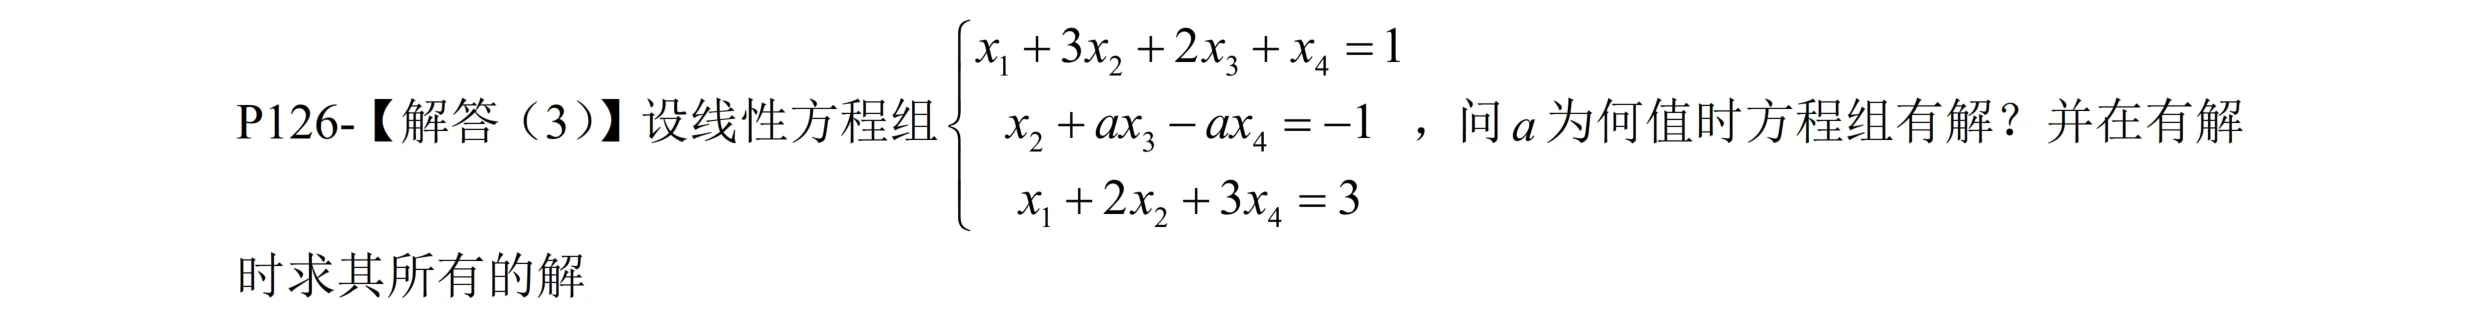 P126-【解答（3）】设线性方程组{x₁+3x₂+2x₃+x₄=1
x₂+ax₃-ax₄=-1，问a为何值时方程组有解？并在有解
x₁+2x₂+3x₄=3
时求其所有的解